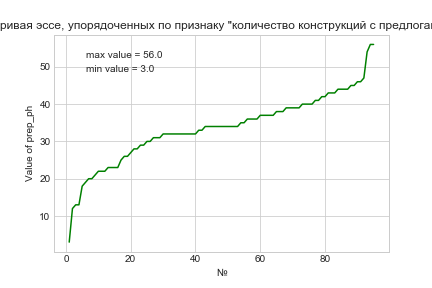 ривая эссе, упорядоченных по признаку "количество конструкций с предлога
max value = 56.0
min value = 3.0
Value of prep_ph
50
40
30
20
10
0
20
40
60
80
№